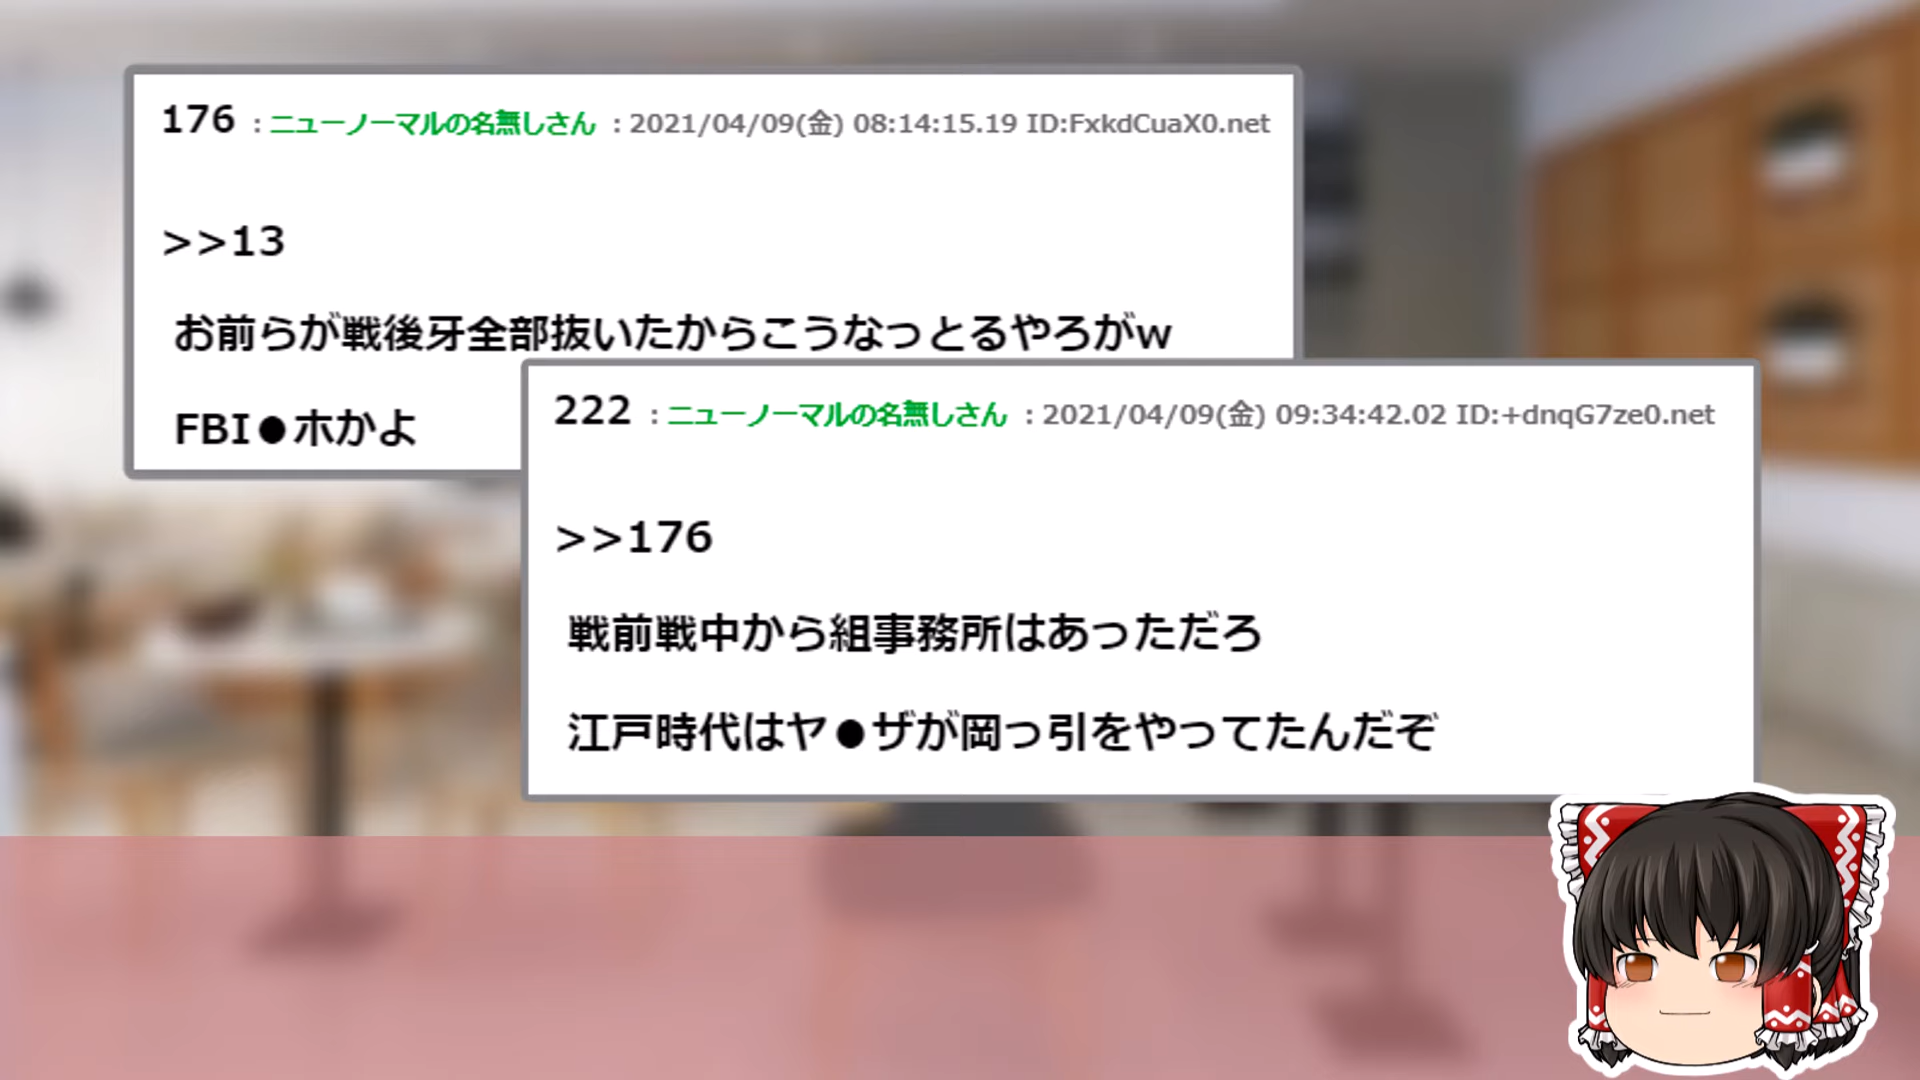 176 : ニューノーマルの名無しさん : 2021/04/09(金) 08:14:15.19 ID:FxkdCuaX0.net
>>13
お前らが戦後牙全部抜いたからこうなっとるやろがw
FBI●ホかよ
222 : ニューノーマルの名無しさん : 2021/04/09(金) 09:34:42.02 ID:+dnqG7ze0.net
>>176
戦前戦中から組事務所はあっただろ
江戸時代はヤ●ザが岡っ引をやってたんだぞ